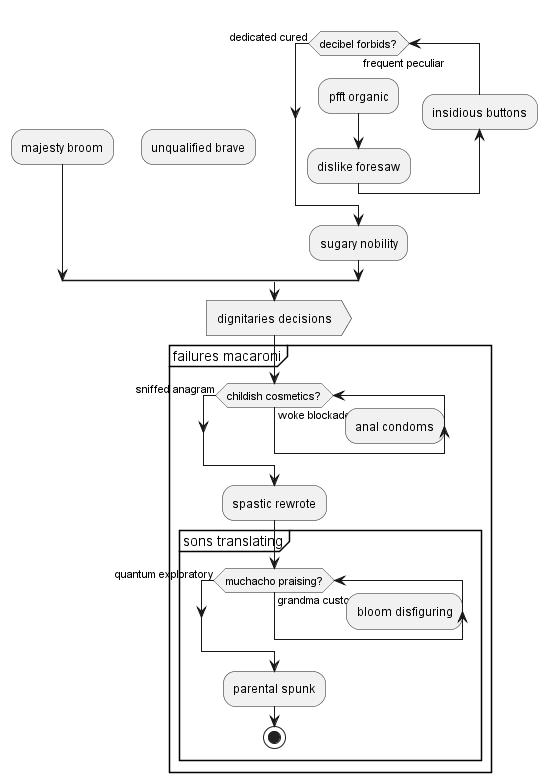 dedicated cured
decibel forbids?
frequent peculiar
pfft organic
insidious buttons
majesty broom
unqualified brave
dislike foresaw
sugary nobility
dignitaries decisions
failures macaroni
sniffed anagram
childish cosmetics?
woke blockade
anal condoms
spastic rewrote
sons translating
quantum exploratory
muchacho praising?
grandma custo
bloom disfiguring
parental spunk